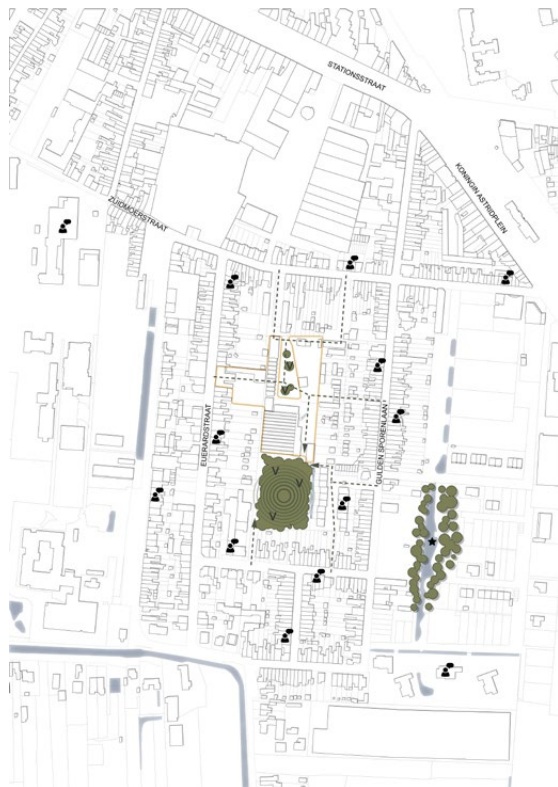 STATIONSSTRAAT
KONINGIN ASTRIDPLEIN
ZUIDMOERSTRAAT
EUERARDSTRAAT
GULDEN SPORENLAAN